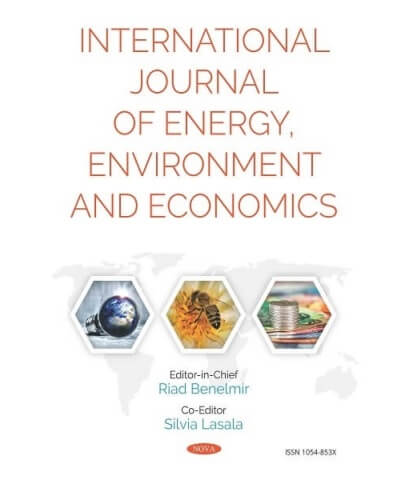 INTERNATIONAL
JOURNAL
OF ENERGY,
ENVIRONMENT
AND ECONOMICS
Editor-in-Chief
Riad Benelmir
Co-Editor
Silvia Lasala
NOVA
ISSN 1054-853X